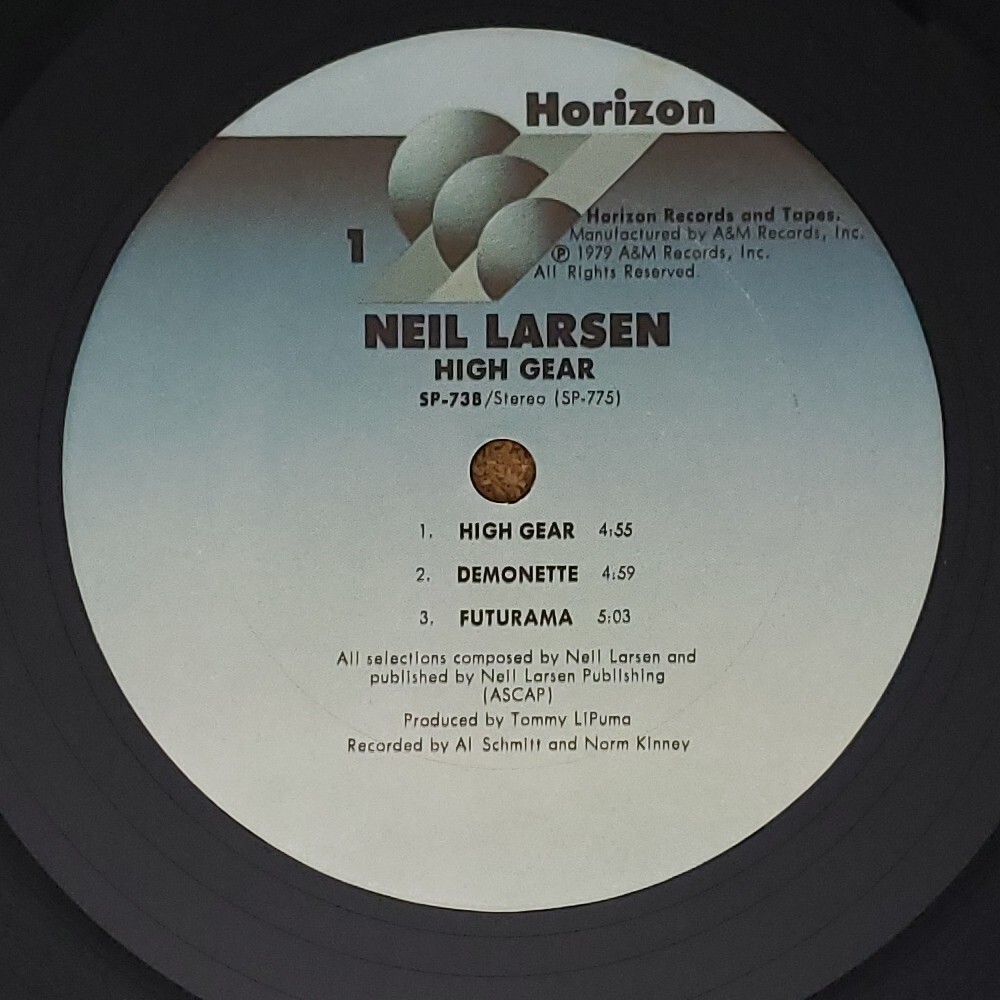 Horizon
Horizon Records and Tapes.
Manufactured by A&M Records, Inc.
℗ 1979 A&M Records, Inc.
All Rights Reserved.
1
NEIL LARSEN
HIGH GEAR
SP-738/Stereo (SP-775)
1. HIGH GEAR 4:55
2. DEMONETTE 4:59
3. FUTURAMA 5:03
All selections composed by Neil Larsen and
published by Neil Larsen Publishing
(ASCAP)
Produced by Tommy LiPuma
Recorded by Al Schmitt and Norm Kinney